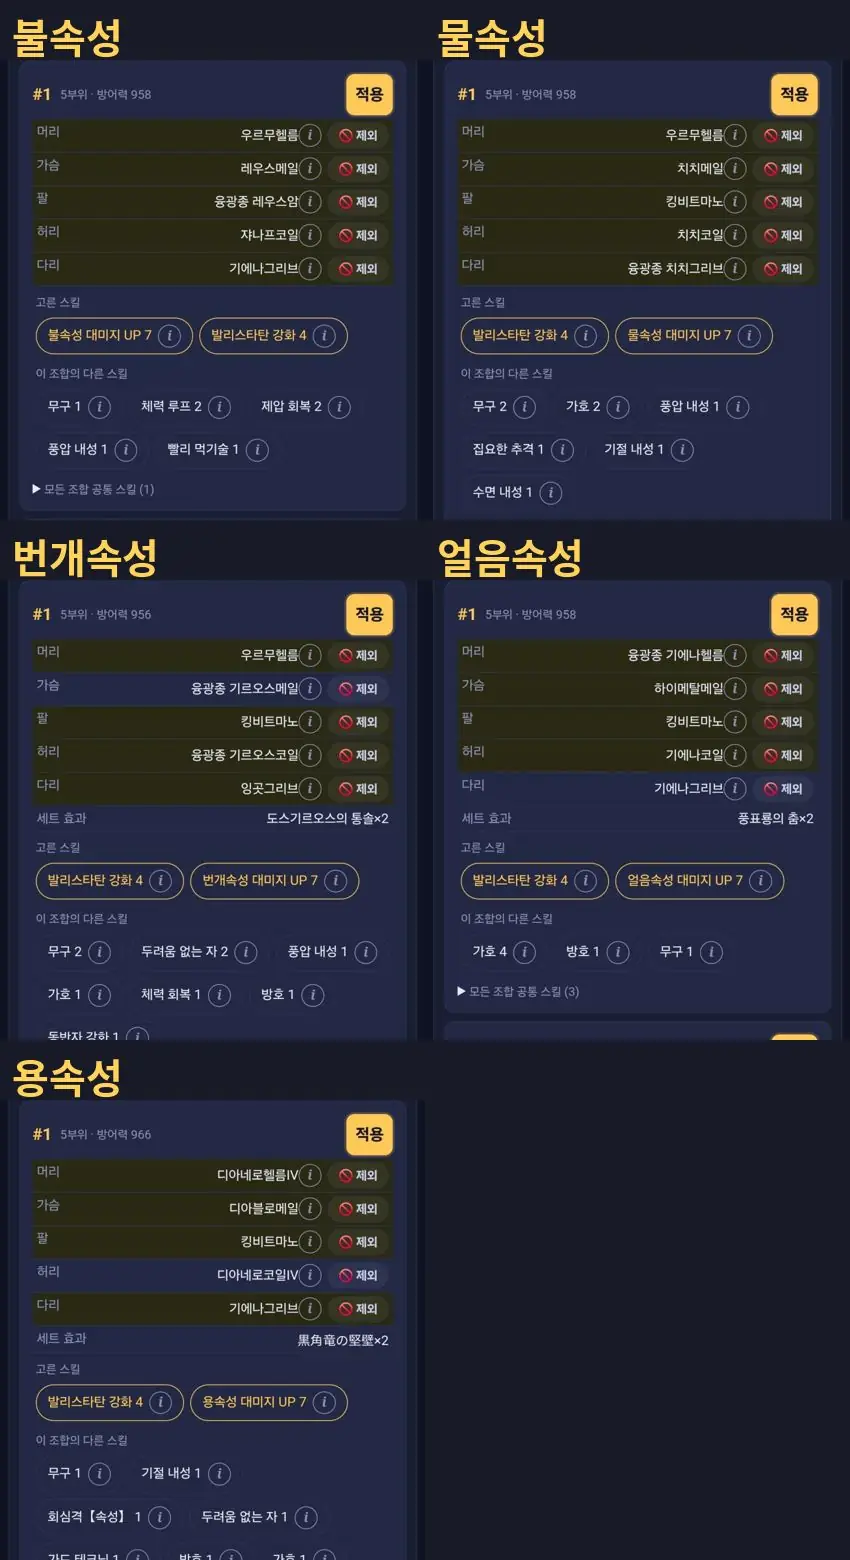 불속성
#1 5부위 · 방어력 958 적용
머리 우르무헬름 i 제외
가슴 레우스메일 i 제외
팔 융광종 레우스암 i 제외
허리 쟈나프코일 i 제외
다리 기에나그리브 i 제외
고른 스킬
불속성 대미지 UP 7 i 발리스타탄 강화 4 i
이 조합의 다른 스킬
무구 1 i 체력 루프 2 i 제압 회복 2 i
풍압 내성 1 i 빨리 먹기술 1 i
▶ 모든 조합 공통 스킬 (1)
물속성
#1 5부위 · 방어력 958 적용
머리 우르무헬름 i 제외
가슴 치치메일 i 제외
팔 킹비트마노 i 제외
허리 치치코일 i 제외
다리 융광종 치치그리브 i 제외
고른 스킬
발리스타탄 강화 4 i 물속성 대미지 UP 7 i
이 조합의 다른 스킬
무구 2 i 가호 2 i 풍압 내성 1 i
집요한 추격 1 i 기절 내성 1 i
수면 내성 1 i
번개속성
#1 5부위 · 방어력 956 적용
머리 우르무헬름 i 제외
가슴 융광종 기르오스메일 i 제외
팔 킹비트마노 i 제외
허리 융광종 기르오스코일 i 제외
다리 잉곳그리브 i 제외
세트 효과 도스기르오스의 통솔×2
고른 스킬
발리스타탄 강화 4 i 번개속성 대미지 UP 7 i
이 조합의 다른 스킬
무구 2 i 두려움 없는 자 2 i 풍압 내성 1 i
가호 1 i 체력 회복 1 i 방호 1 i
동반자 강화 1 i
얼음속성
#1 5부위 · 방어력 958 적용
머리 융광종 기에나헬름 i 제외
가슴 하이메탈메일 i 제외
팔 킹비트마노 i 제외
허리 기에나코일 i 제외
다리 기에나그리브 i 제외
세트 효과 풍표룡의 춤×2
고른 스킬
발리스타탄 강화 4 i 얼음속성 대미지 UP 7 i
이 조합의 다른 스킬
가호 4 i 방호 1 i 무구 1 i
▶ 모든 조합 공통 스킬 (3)
용속성
#1 5부위 · 방어력 966 적용
머리 디아네로헬름IV i 제외
가슴 디아블로메일 i 제외
팔 킹비트마노 i 제외
허리 디아네로코일IV i 제외
다리 기에나그리브 i 제외
세트 효과 黒角竜の堅壁×2
고른 스킬
발리스타탄 강화 4 i 용속성 대미지 UP 7 i
이 조합의 다른 스킬
무구 1 i 기절 내성 1 i
회심격【속성】 1 i 두려움 없는 자 1 i
가드 테크닉 1 i 방호 1 i 가호 1 i